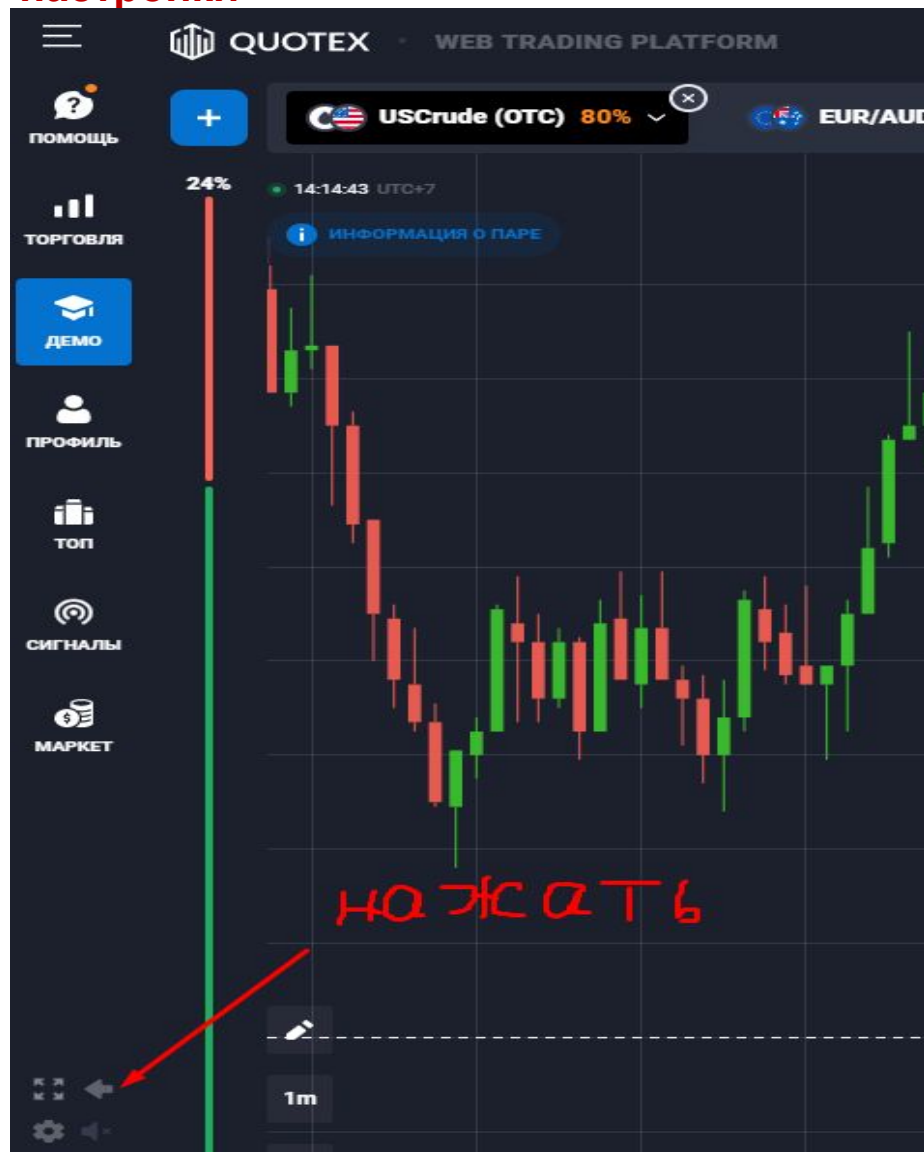 QUOTEX · WEB TRADING PLATFORM
ПОМОЩЬ
+ USCrude (OTC) 80% EUR/AUD
24% 14:14:43 UTC+7
ТОРГОВЛЯ
i ИНФОРМАЦИЯ О ПАРЕ
ДЕМО
ПРОФИЛЬ
ТОП
СИГНАЛЫ
МАРКЕТ
нажать
1m